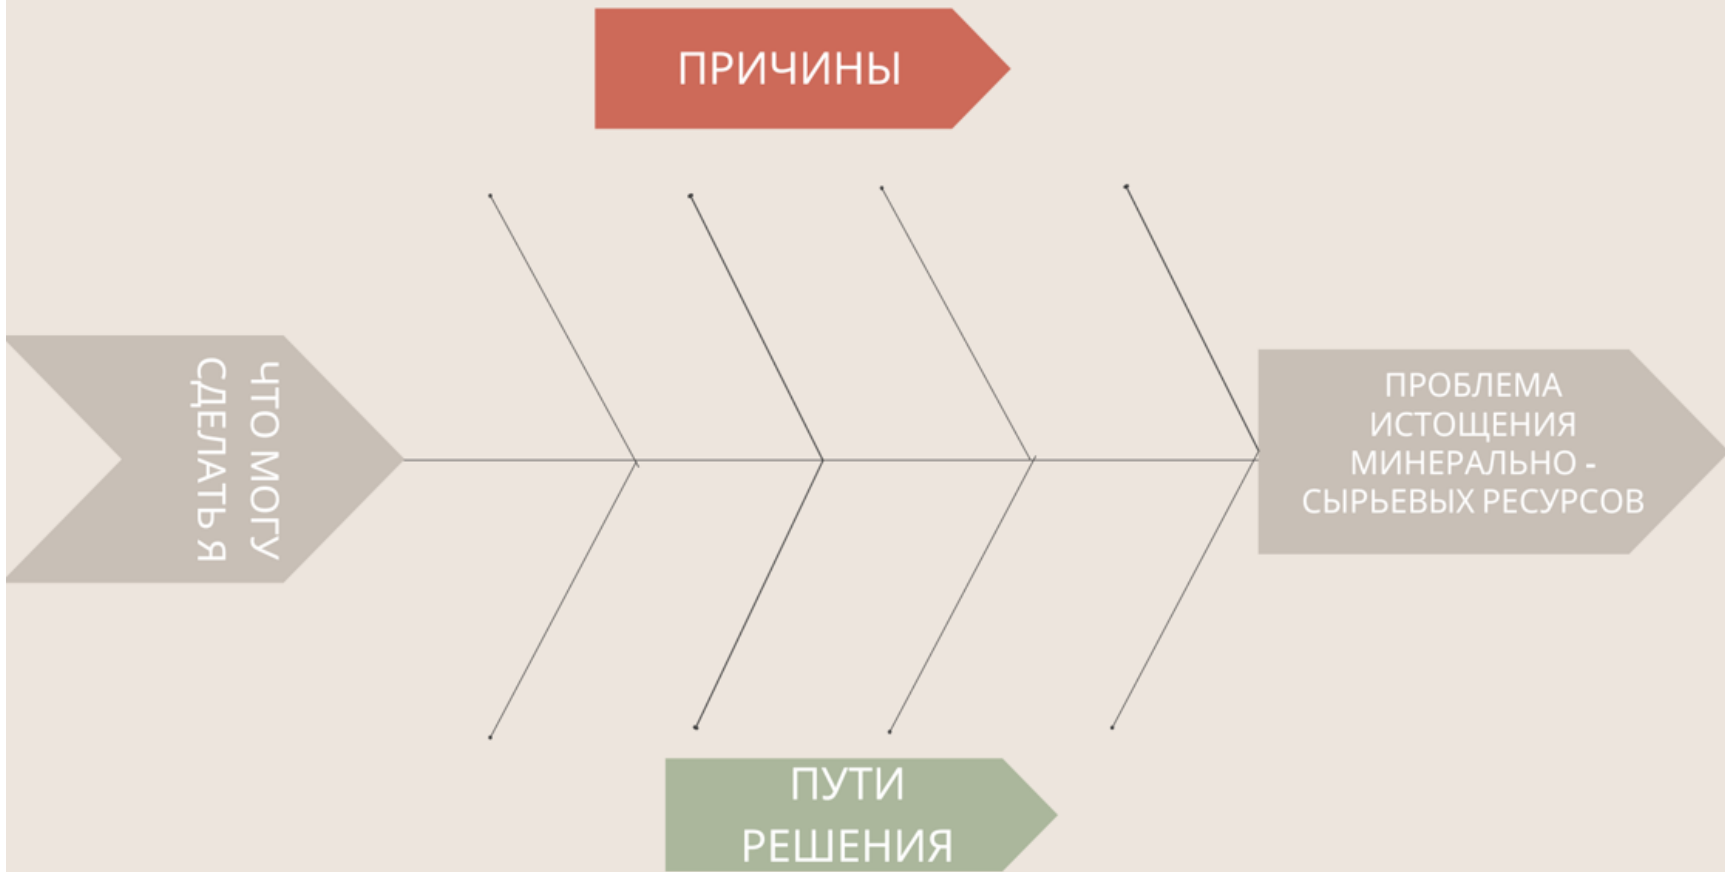 ПРИЧИНЫ
ЧТО МОГУ
СДЕЛАТЬ Я
ПРОБЛЕМА
ИСТОЩЕНИЯ
МИНЕРАЛЬНО -
СЫРЬЕВЫХ РЕСУРСОВ
ПУТИ
РЕШЕНИЯ